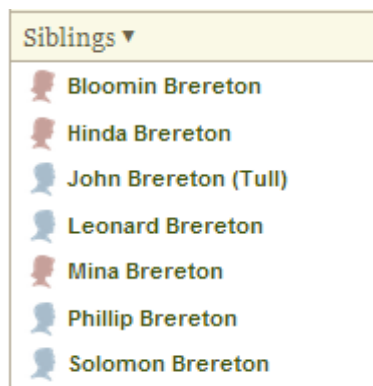 Siblings ▾
Bloomin Brereton
Hinda Brereton
John Brereton (Tull)
Leonard Brereton
Mina Brereton
Phillip Brereton
Solomon Brereton